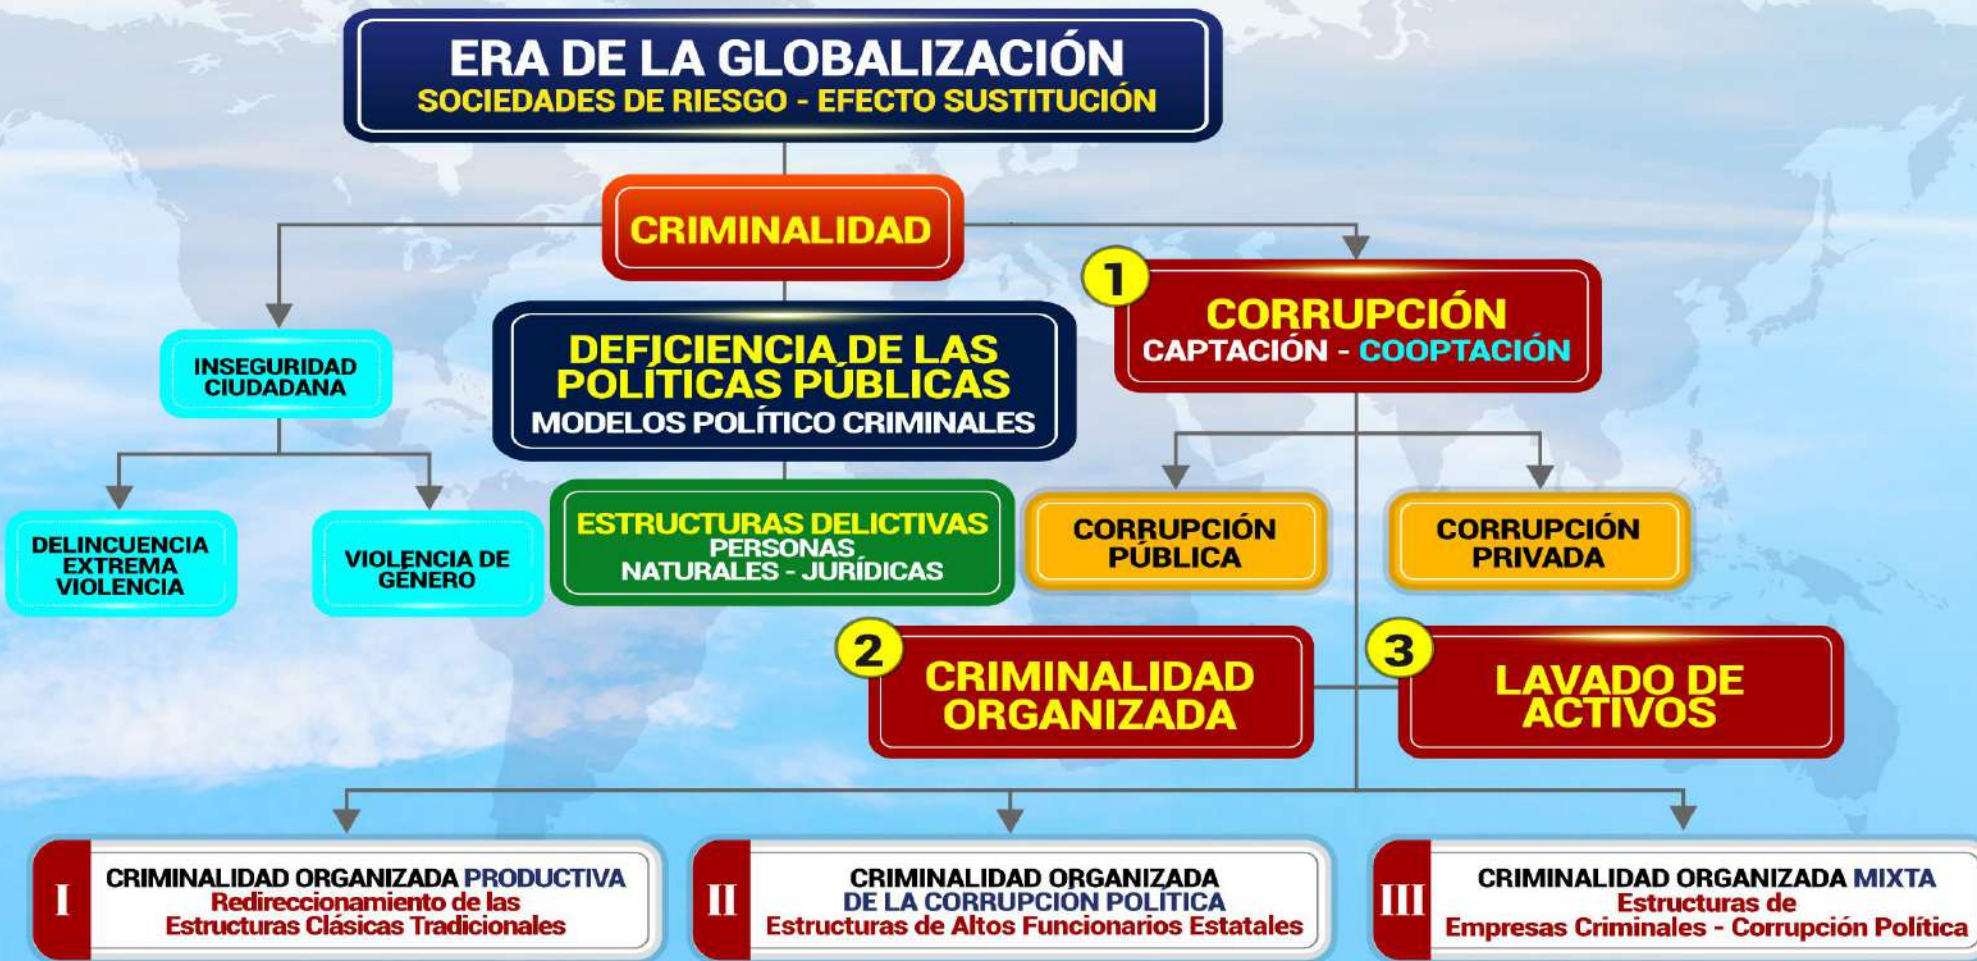 ERA DE LA GLOBALIZACIÓN
SOCIEDADES DE RIESGO - EFECTO SUSTITUCIÓN
CRIMINALIDAD
1
CORRUPCIÓN
CAPTACIÓN - COOPTACIÓN
INSEGURIDAD
CIUDADANA
DEFICIENCIA DE LAS
POLÍTICAS PÚBLICAS
MODELOS POLÍTICO CRIMINALES
DELINCUENCIA
EXTREMA
VIOLENCIA
VIOLENCIA DE
GÉNERO
ESTRUCTURAS DELICTIVAS
PERSONAS
NATURALES - JURÍDICAS
CORRUPCIÓN
PÚBLICA
CORRUPCIÓN
PRIVADA
2
CRIMINALIDAD
ORGANIZADA
3
LAVADO DE
ACTIVOS
I
CRIMINALIDAD ORGANIZADA PRODUCTIVA
Redireccionamiento de las
Estructuras Clásicas Tradicionales
II
CRIMINALIDAD ORGANIZADA
DE LA CORRUPCIÓN POLÍTICA
Estructuras de Altos Funcionarios Estatales
III
CRIMINALIDAD ORGANIZADA MIXTA
Estructuras de
Empresas Criminales - Corrupción Política